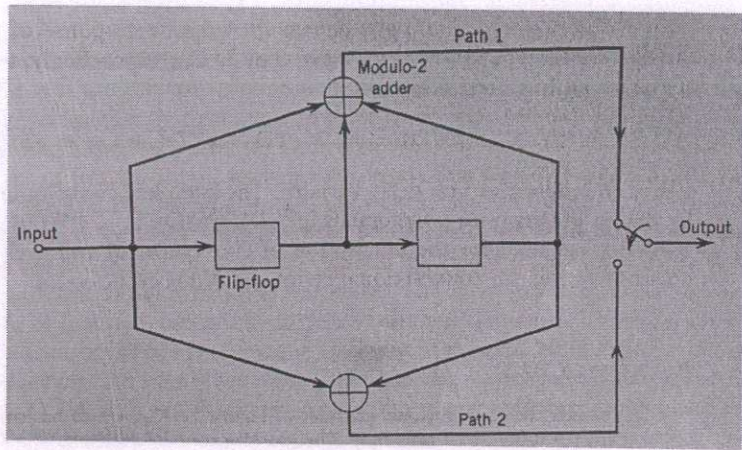 Path 1
Modulo-2
adder
Input
Output
Flip-flop
Path 2